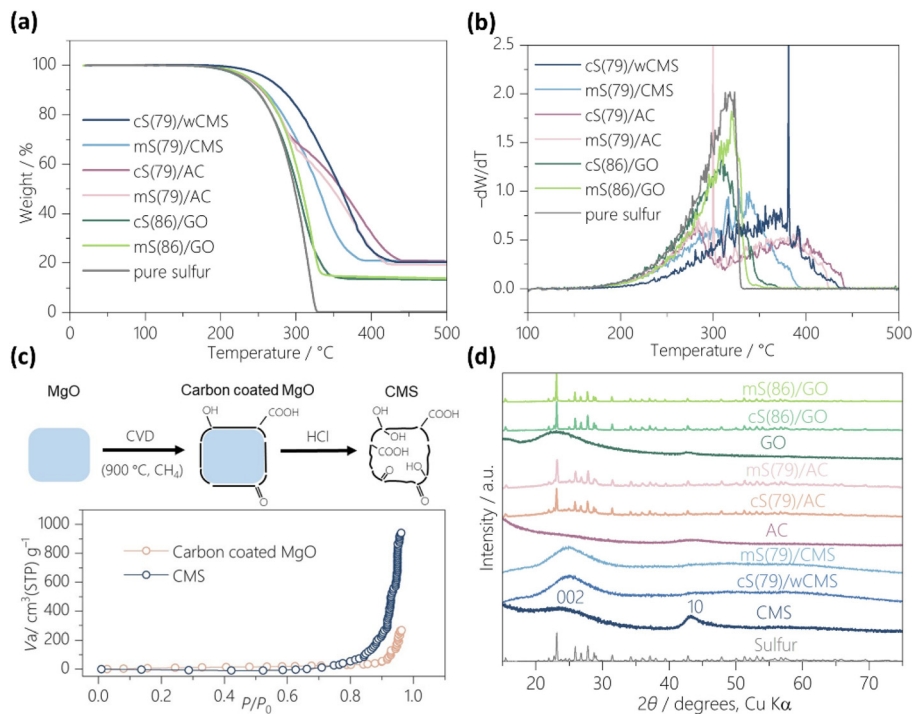 (a)
100
80
60
40
20
0
Weight / %
cS(79)/wCMS
mS(79)/CMS
cS(79)/AC
mS(79)/AC
cS(86)/GO
mS(86)/GO
pure sulfur
0 100 200 300 400 500
Temperature / °C
(b)
2.5
2.0
1.5
1.0
0.5
0.0
−dW/dT
cS(79)/wCMS
mS(79)/CMS
cS(79)/AC
mS(79)/AC
cS(86)/GO
mS(86)/GO
pure sulfur
100 200 300 400 500
Temperature / °C
(c)
MgO
Carbon coated MgO
CMS
CVD
(900 °C, CH₄)
HCl
OH
COOH
O
OH
OH
COOH
COOH
HO
O
O
1000
800
600
400
200
0
Va/ cm³(STP) g⁻¹
Carbon coated MgO
CMS
0.0 0.2 0.4 0.6 0.8 1.0
P/P₀
(d)
mS(86)/GO
cS(86)/GO
GO
mS(79)/AC
cS(79)/AC
AC
mS(79)/CMS
cS(79)/wCMS
002
10
CMS
Sulfur
Intensity / a.u.
20 30 40 50 60 70
2θ / degrees, Cu Kα